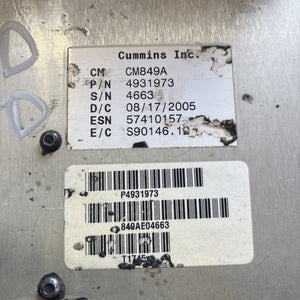 Cummins Inc.
CM CM849A
P/N 4931973
S/N 4663
D/C 08/17/2005
ESN 57410157
E/C S90146.1
P4931973
849AE04663